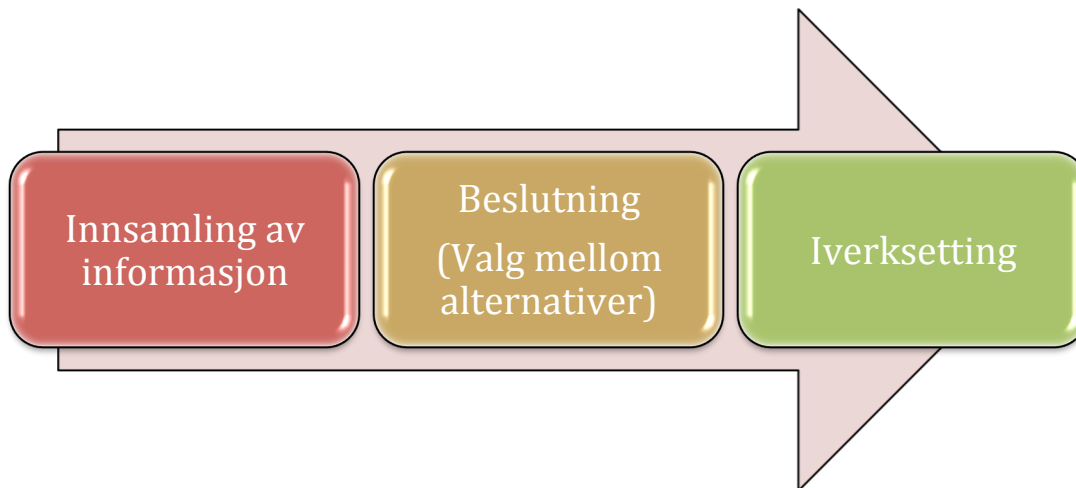 Innsamling av
informasjon
Beslutning
(Valg mellom
alternativer)
Iverksetting